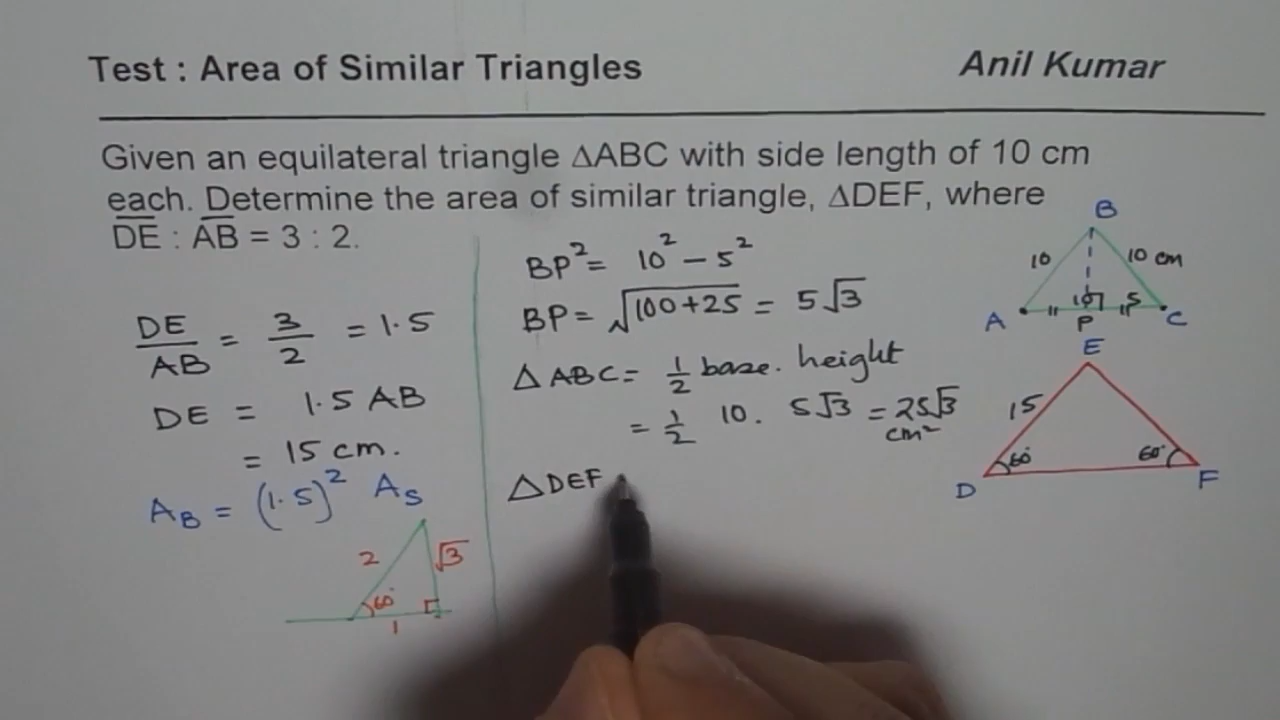 Test : Area of Similar Triangles
Anil Kumar
Given an equilateral triangle ΔABC with side length of 10 cm
each. Determine the area of similar triangle, ΔDEF, where
DE : AB = 3 : 2.
DE/AB = 3/2 = 1.5
DE = 1.5 AB
= 15 cm.
A_B = (1.5)² A_S
2
√3
60°
1
BP² = 10² - 5²
BP = √(100+25) = 5√3
△ABC = 1/2 base. height
= 1/2 10. 5√3 = 25√3
cm²
△DEF
B
10
10 cm
10
5
A
P
C
E
15
60°
60°
D
F